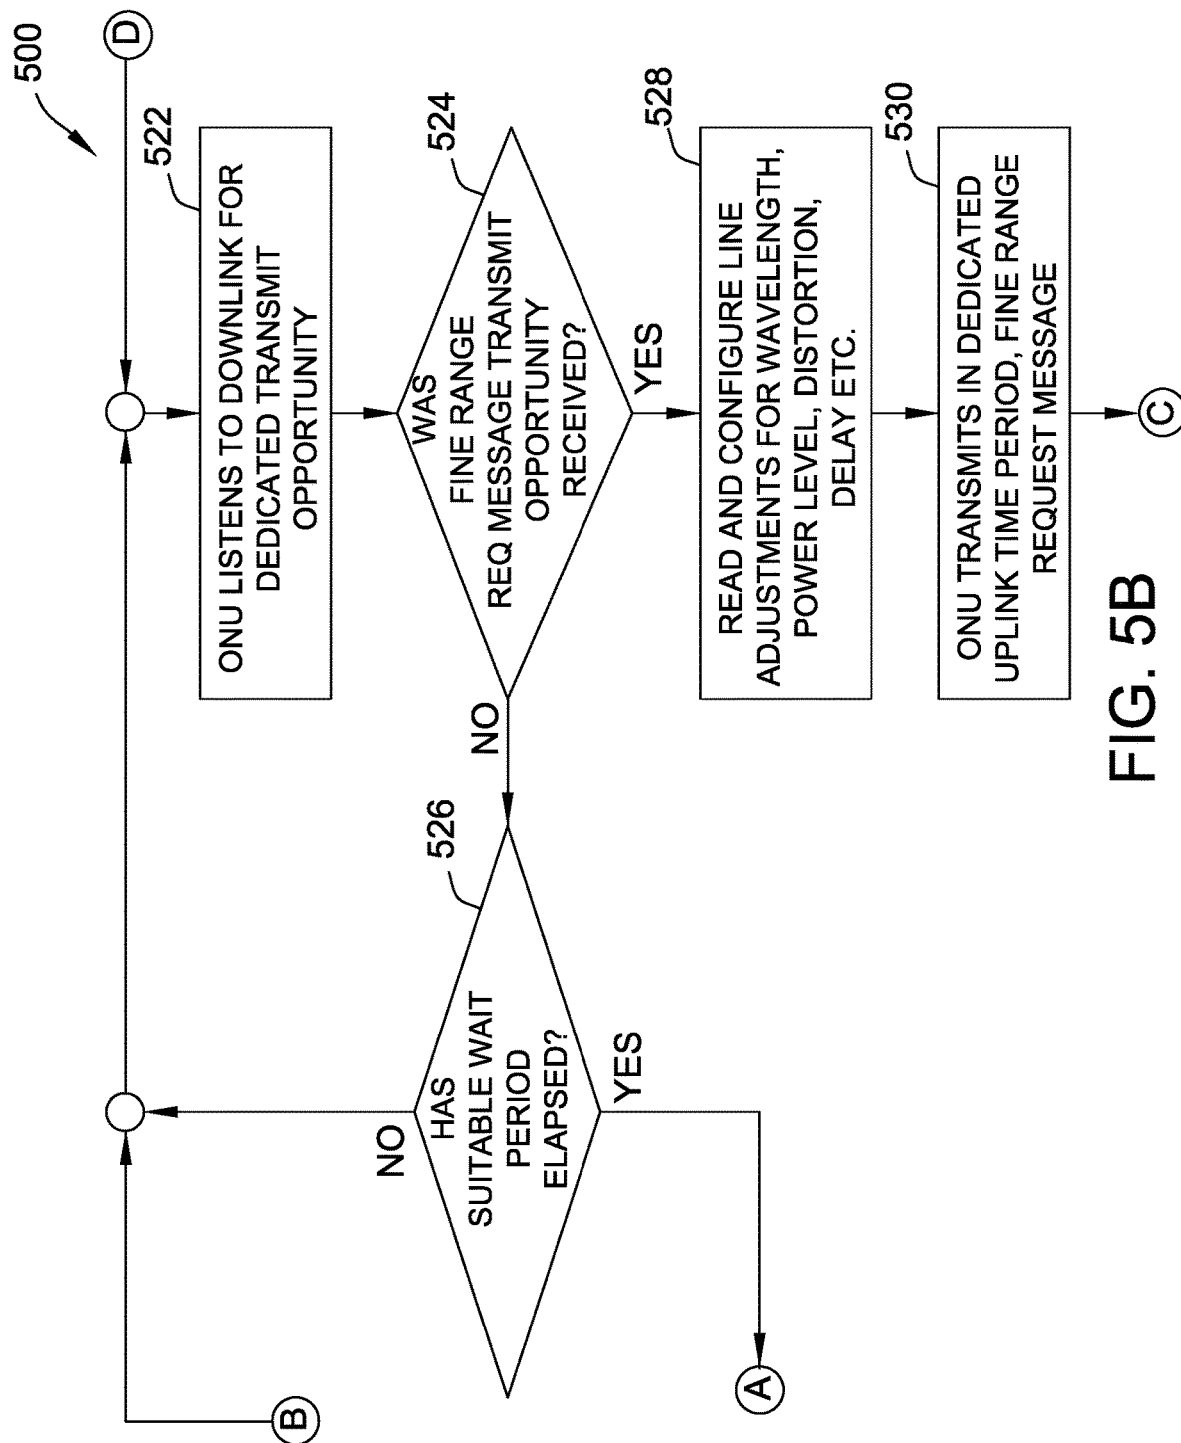 500
D
522
ONU LISTENS TO DOWNLINK FOR
DEDICATED TRANSMIT
OPPORTUNITY
524
WAS
FINE RANGE
REQ MESSAGE TRANSMIT
OPPORTUNITY
RECEIVED?
NO
YES
526
HAS
SUITABLE WAIT
PERIOD
ELAPSED?
NO
YES
B
A
528
READ AND CONFIGURE LINE
ADJUSTMENTS FOR WAVELENGTH,
POWER LEVEL, DISTORTION,
DELAY ETC.
530
ONU TRANSMITS IN DEDICATED
UPLINK TIME PERIOD, FINE RANGE
REQUEST MESSAGE
C
FIG. 5B